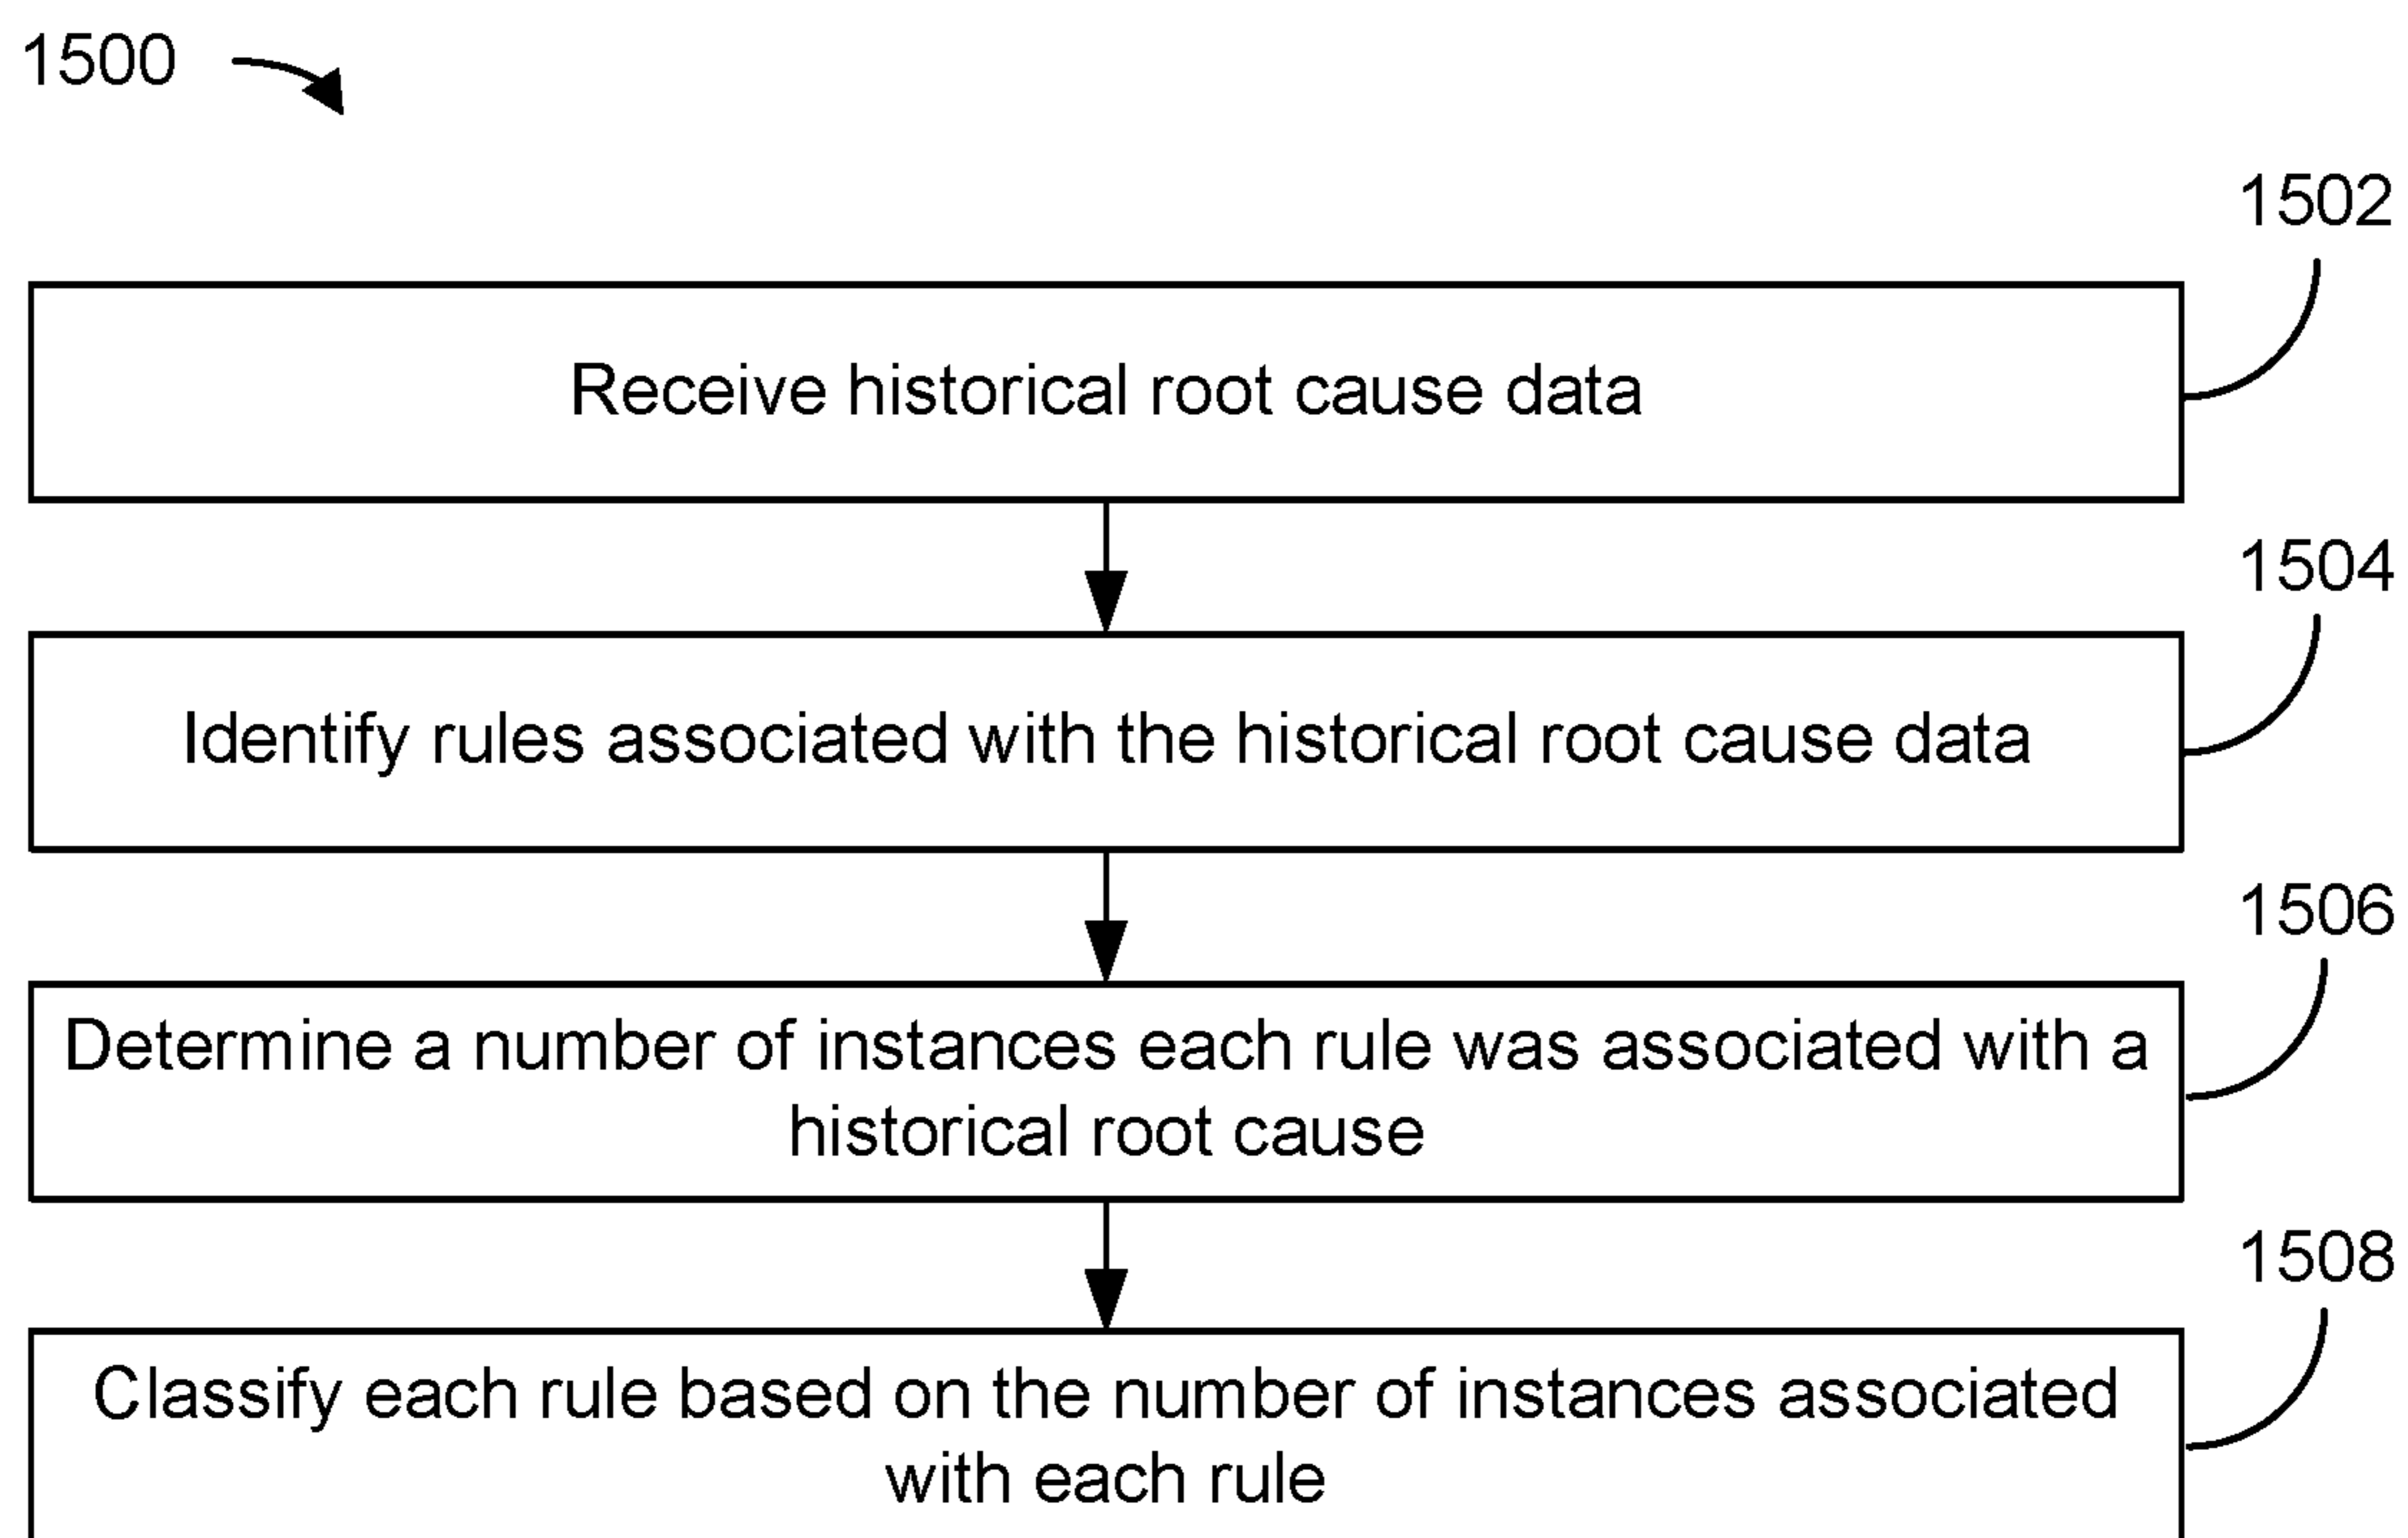 1500
1502
Receive historical root cause data
1504
Identify rules associated with the historical root cause data
1506
Determine a number of instances each rule was associated with a
historical root cause
1508
Classify each rule based on the number of instances associated
with each rule